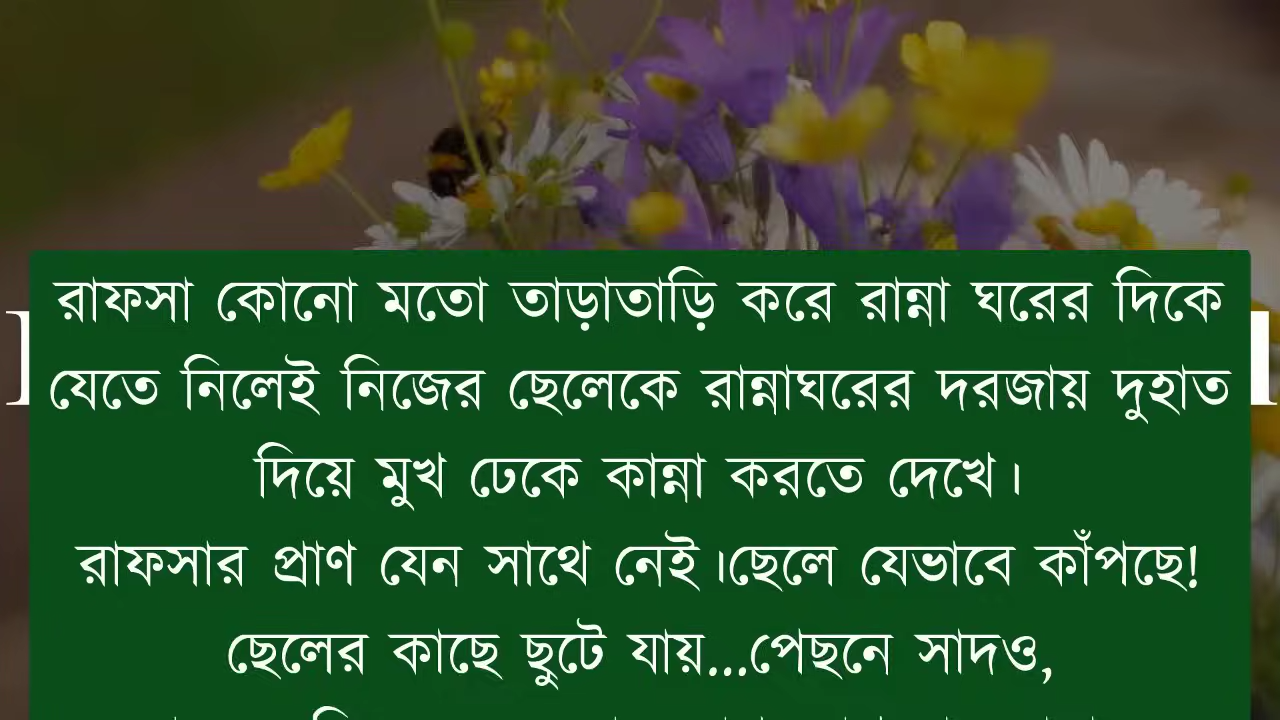 রাফসা কোনো মতো তাড়াতাড়ি করে রান্না ঘরের দিকে
যেতে নিলেই নিজের ছেলেকে রান্নাঘরের দরজায় দুহাত
দিয়ে মুখ ঢেকে কান্না করতে দেখে।
রাফসার প্রাণ যেন সাথে নেই।ছেলে যেভাবে কাঁপছে!
ছেলের কাছে ছুটে যায়...পেছনে সাদও,